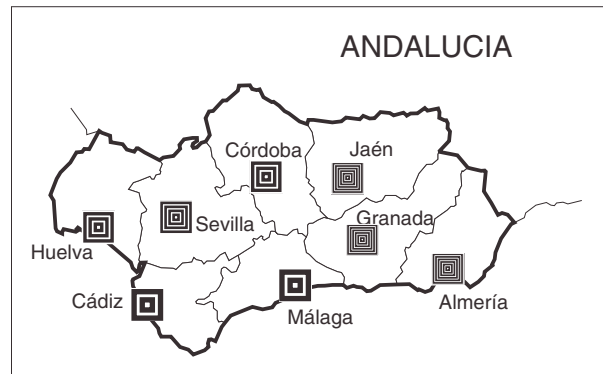 ANDALUCIA
Córdoba
Jaén
Sevilla
Granada
Huelva
Cádiz
Málaga
Almería